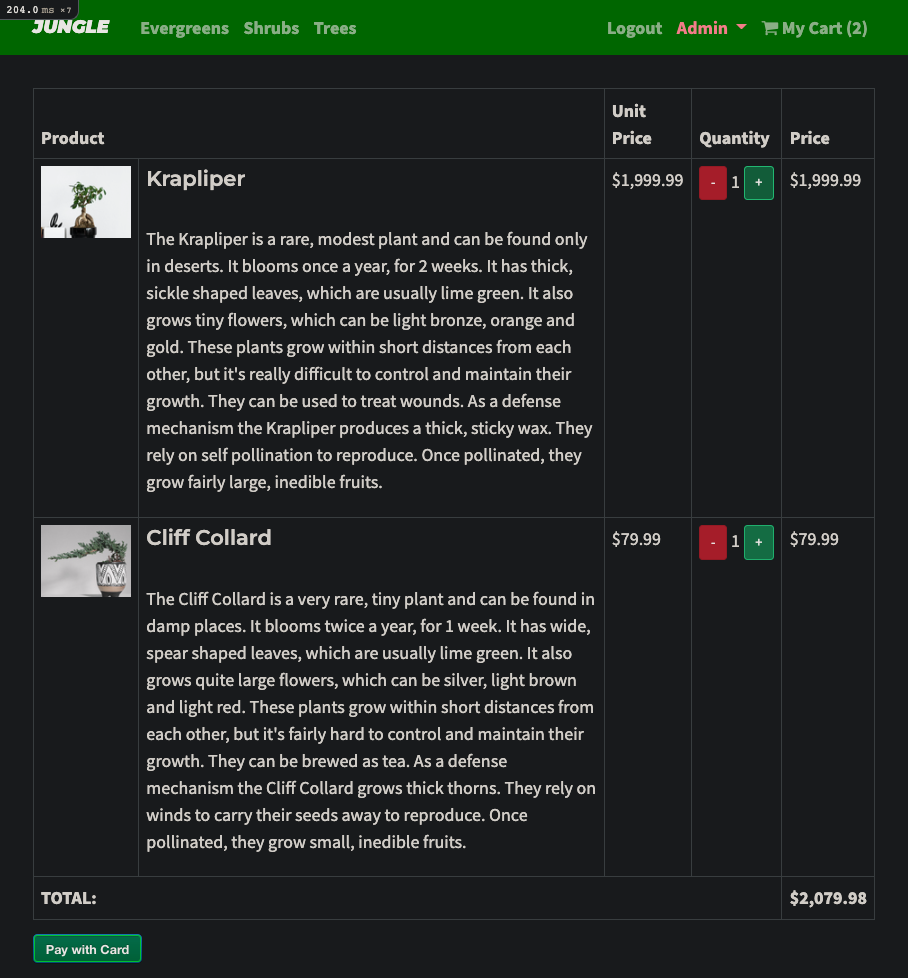 204.0 ms ×7
JUNGLE Evergreens Shrubs Trees Logout Admin My Cart (2)
Product Unit Price Quantity Price
Krapliper $1,999.99 - 1 + $1,999.99
The Krapliper is a rare, modest plant and can be found only
in deserts. It blooms once a year, for 2 weeks. It has thick,
sickle shaped leaves, which are usually lime green. It also
grows tiny flowers, which can be light bronze, orange and
gold. These plants grow within short distances from each
other, but it's really difficult to control and maintain their
growth. They can be used to treat wounds. As a defense
mechanism the Krapliper produces a thick, sticky wax. They
rely on self pollination to reproduce. Once pollinated, they
grow fairly large, inedible fruits.
Cliff Collard $79.99 - 1 + $79.99
The Cliff Collard is a very rare, tiny plant and can be found in
damp places. It blooms twice a year, for 1 week. It has wide,
spear shaped leaves, which are usually lime green. It also
grows quite large flowers, which can be silver, light brown
and light red. These plants grow within short distances from
each other, but it's fairly hard to control and maintain their
growth. They can be brewed as tea. As a defense
mechanism the Cliff Collard grows thick thorns. They rely on
winds to carry their seeds away to reproduce. Once
pollinated, they grow small, inedible fruits.
TOTAL: $2,079.98
Pay with Card